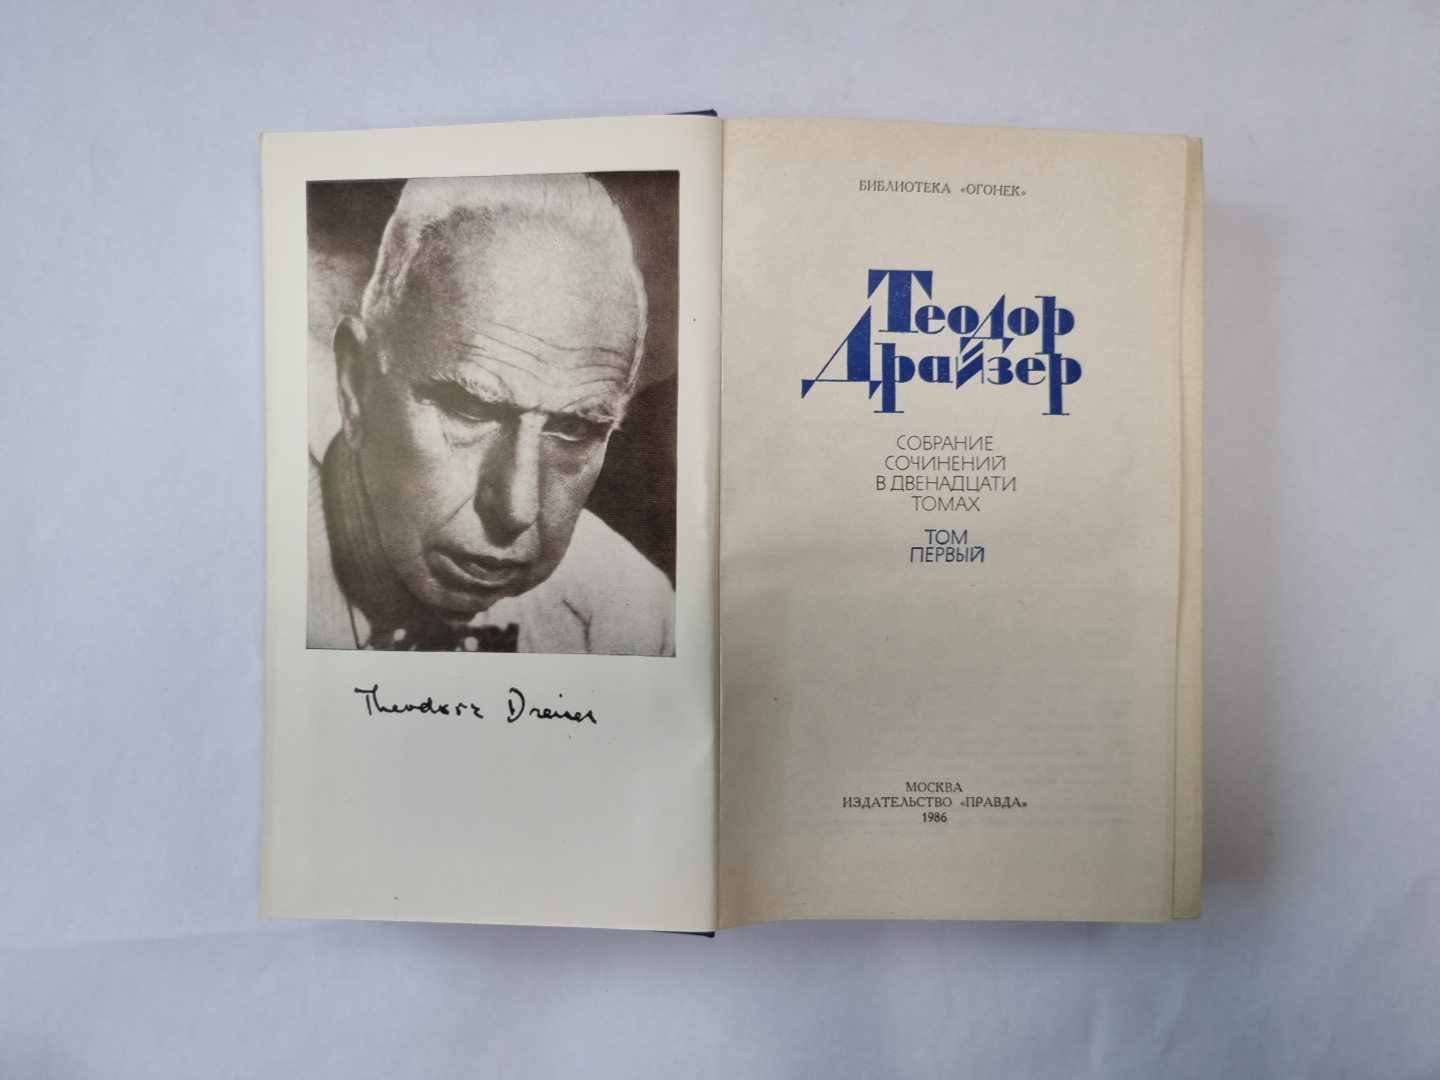 Theodore Dreiser
БИБЛИОТЕКА «ОГОНЕК»
Теодор
Драйзер
СОБРАНИЕ
СОЧИНЕНИЙ
В ДВЕНАДЦАТИ
ТОМАХ
ТОМ
ПЕРВЫЙ
МОСКВА
ИЗДАТЕЛЬСТВО «ПРАВДА»
1986